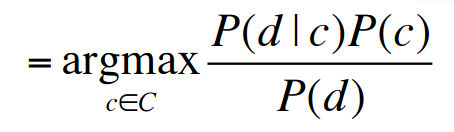 = argmax P(d | c)P(c)
c∈C P(d)